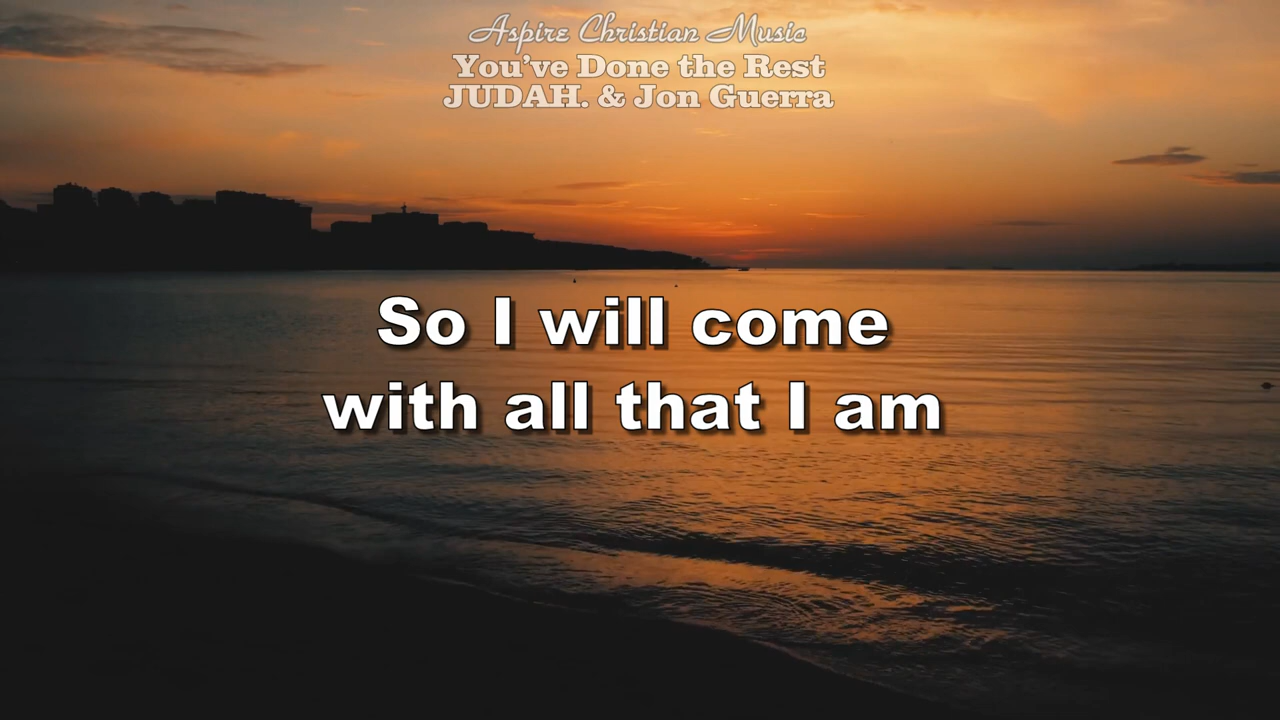 Aspire Christian Music
You've Done the Rest
JUDAH. & Jon Guerra
So I will come
with all that I am